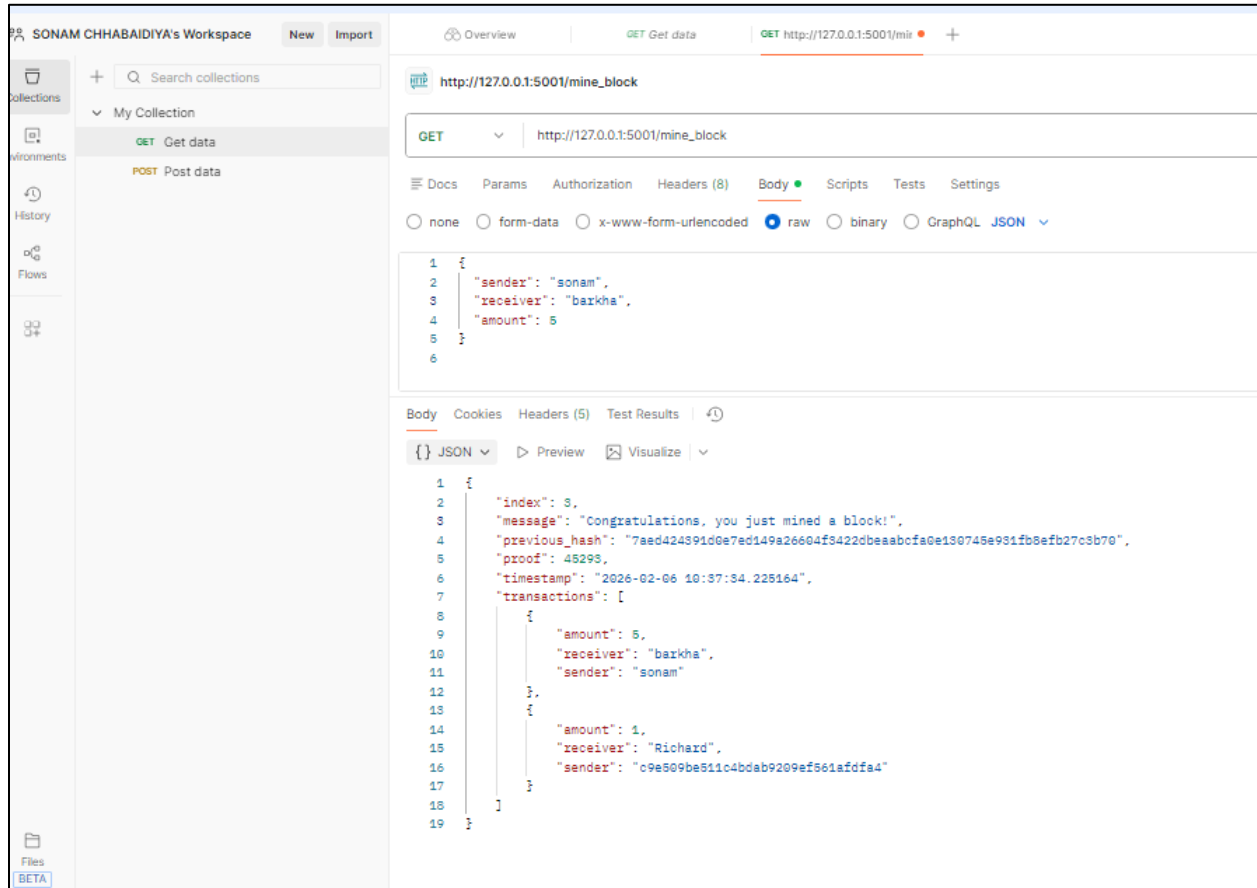 SONAM CHHABAIDIYA's Workspace
New
Import
Overview
GET Get data
GET http://127.0.0.1:5001/mir
Search collections
My Collection
GET Get data
POST Post data
ollections
vironments
History
Flows
Files
BETA
HTTP http://127.0.0.1:5001/mine_block
GET
http://127.0.0.1:5001/mine_block
Docs Params Authorization Headers (8) Body Scripts Tests Settings
none form-data x-www-form-urlencoded raw binary GraphQL JSON
1 {
2 "sender": "sonam",
3 "receiver": "barkha",
4 "amount": 5
5 }
6
Body Cookies Headers (5) Test Results
{} JSON Preview Visualize
1 {
2 "index": 3,
3 "message": "Congratulations, you just mined a block!",
4 "previous_hash": "7aed424391d0e7ed149a26604f3422dbeaabcfa0e130745e931fb8efb27c3b70",
5 "proof": 45293,
6 "timestamp": "2026-02-06 10:37:34.225164",
7 "transactions": [
8 {
9 "amount": 5,
10 "receiver": "barkha",
11 "sender": "sonam"
12 },
13 {
14 "amount": 1,
15 "receiver": "Richard",
16 "sender": "c9e509be511c4bdab9209ef561afdfa4"
17 }
18 ]
19 }